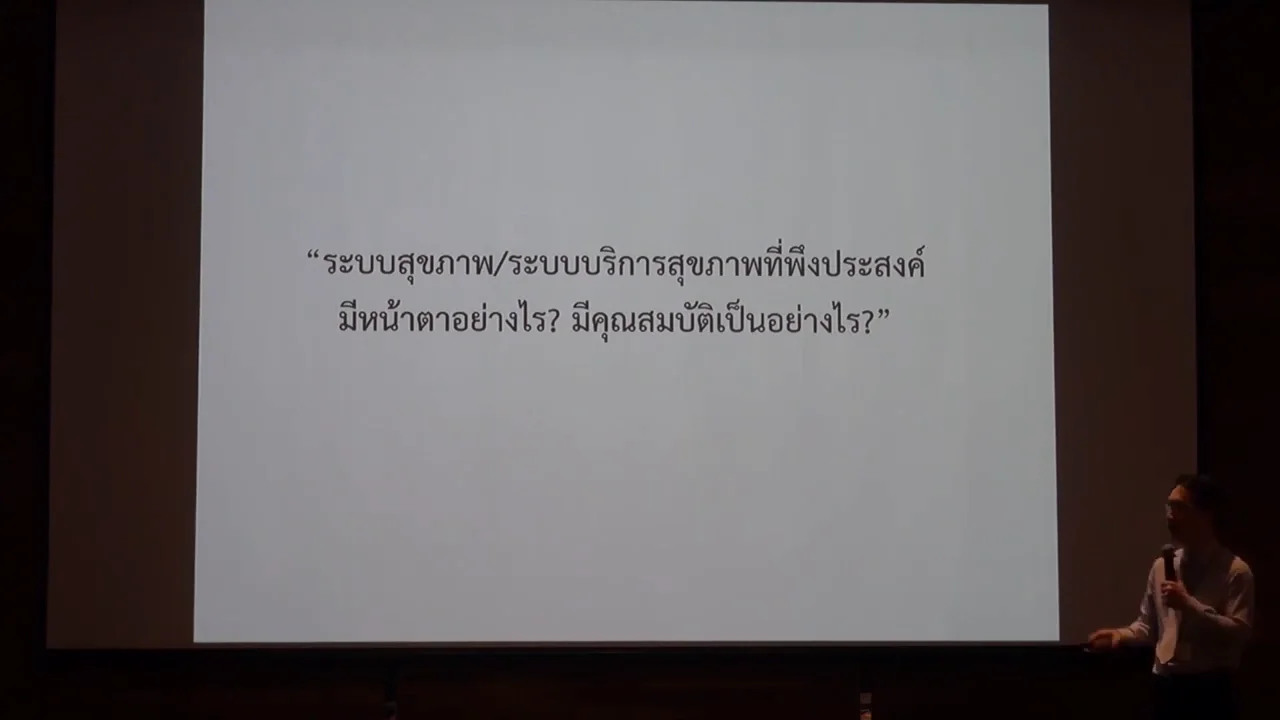 “ระบบสุขภาพ/ระบบบริการสุขภาพที่พึงประสงค์
มีหน้าตาอย่างไร? มีคุณสมบัติเป็นอย่างไร?”